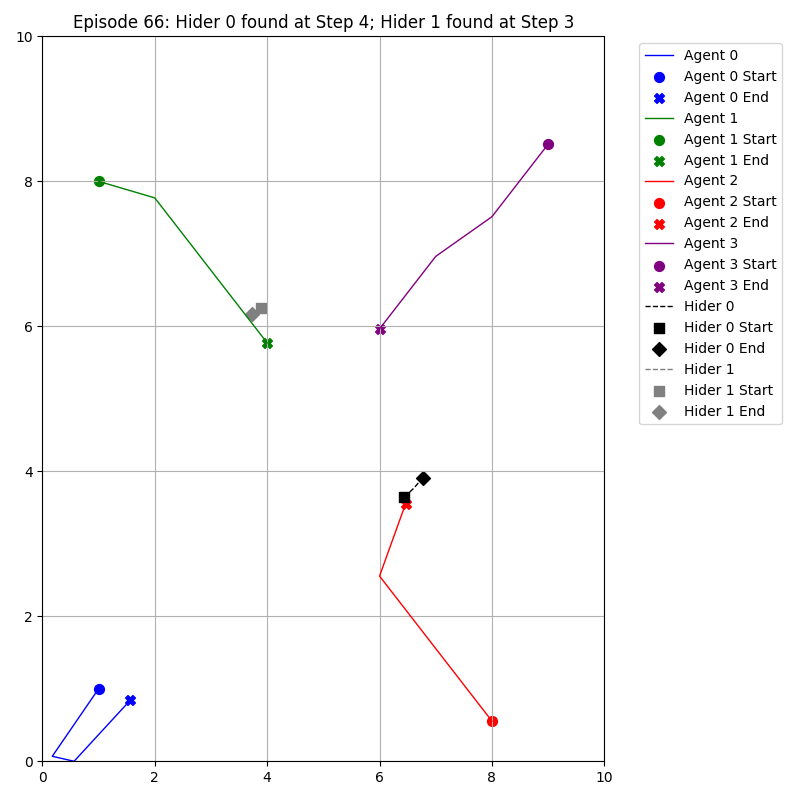 Episode 66: Hider 0 found at Step 4; Hider 1 found at Step 3
10
8
6
4
2
0
0 2 4 6 8 10
Agent 0
Agent 0 Start
Agent 0 End
Agent 1
Agent 1 Start
Agent 1 End
Agent 2
Agent 2 Start
Agent 2 End
Agent 3
Agent 3 Start
Agent 3 End
Hider 0
Hider 0 Start
Hider 0 End
Hider 1
Hider 1 Start
Hider 1 End